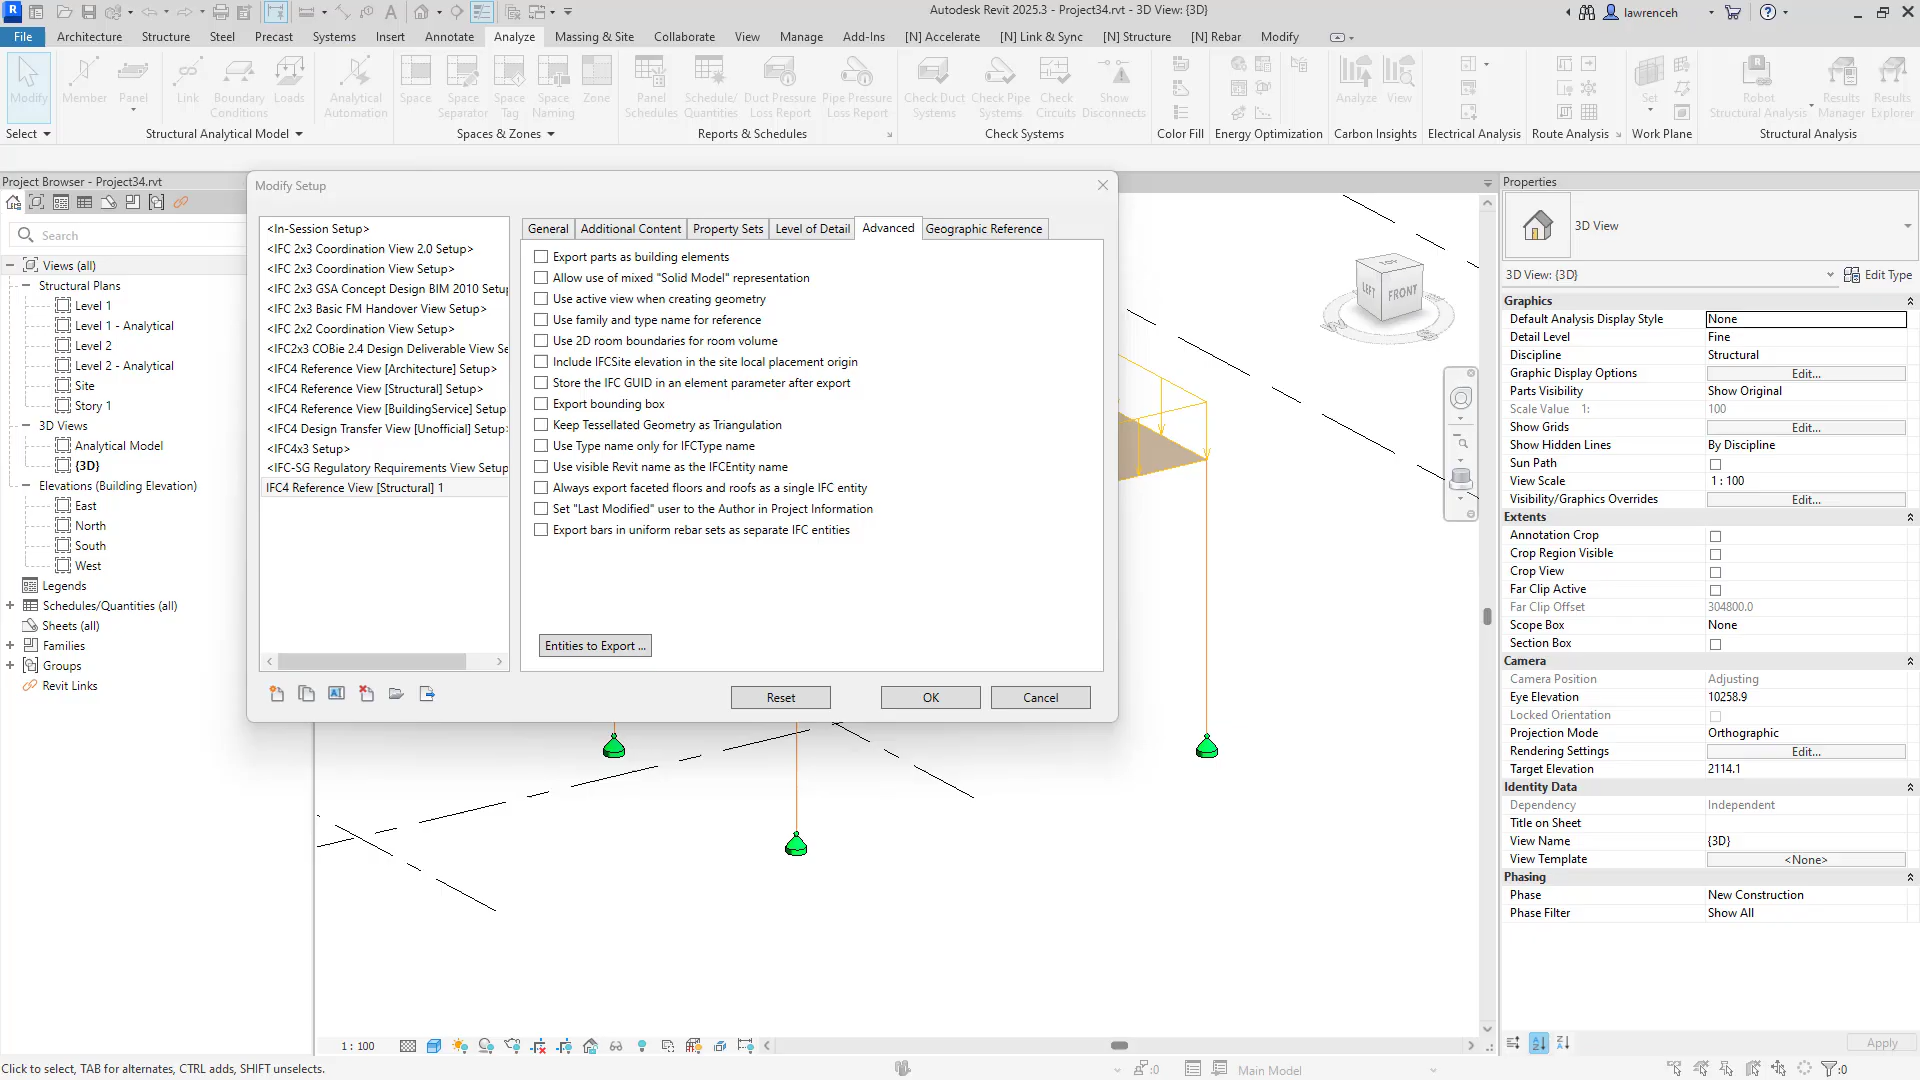 Autodesk Revit 2025.3 - Project34.rvt - 3D View: {3D}
lawrenceh
File Architecture Structure Steel Precast Systems Insert Annotate Analyze Massing & Site Collaborate View Manage Add-Ins [N] Accelerate [N] Link & Sync [N] Structure [N] Rebar Modify
Modify Member Panel Link Boundary Conditions Loads Analytical Automation Space Space Separator Space Tag Space Naming Zone Panel Schedules Schedule/ Quantities Duct Pressure Loss Report Pipe Pressure Loss Report Check Duct Systems Check Pipe Systems Check Circuits Show Disconnects Analyze View Set Robot Structural Analysis Results Manager Results Explorer
Select Structural Analytical Model Spaces & Zones Reports & Schedules Check Systems Color Fill Energy Optimization Carbon Insights Electrical Analysis Route Analysis Work Plane Structural Analysis
Project Browser - Project34.rvt
Search
Views (all)
Structural Plans
Level 1
Level 1 - Analytical
Level 2
Level 2 - Analytical
Site
Story 1
3D Views
Analytical Model
{3D}
Elevations (Building Elevation)
East
North
South
West
Legends
Schedules/Quantities (all)
Sheets (all)
Families
Groups
Revit Links
Modify Setup
<In-Session Setup>
<IFC 2x3 Coordination View 2.0 Setup>
<IFC 2x3 Coordination View Setup>
<IFC 2x3 GSA Concept Design BIM 2010 Setup
<IFC 2x3 Basic FM Handover View Setup>
<IFC 2x2 Coordination View Setup>
<IFC2x3 COBie 2.4 Design Deliverable View Se
<IFC4 Reference View [Architecture] Setup>
<IFC4 Reference View [Structural] Setup>
<IFC4 Reference View [BuildingService] Setup
<IFC4 Design Transfer View [Unofficial] Setup>
<IFC4x3 Setup>
<IFC-SG Regulatory Requirements View Setup
IFC4 Reference View [Structural] 1
General Additional Content Property Sets Level of Detail Advanced Geographic Reference
Export parts as building elements
Allow use of mixed "Solid Model" representation
Use active view when creating geometry
Use family and type name for reference
Use 2D room boundaries for room volume
Include IFCSite elevation in the site local placement origin
Store the IFC GUID in an element parameter after export
Export bounding box
Keep Tessellated Geometry as Triangulation
Use Type name only for IFCType name
Use visible Revit name as the IFCEntity name
Always export faceted floors and roofs as a single IFC entity
Set "Last Modified" user to the Author in Project Information
Export bars in uniform rebar sets as separate IFC entities
Entities to Export ...
Reset OK Cancel
TOP
LEFT FRONT
Properties
3D View
3D View: {3D} Edit Type
Graphics
Default Analysis Display Style None
Detail Level Fine
Discipline Structural
Graphic Display Options Edit...
Parts Visibility Show Original
Scale Value 1: 100
Show Grids Edit...
Show Hidden Lines By Discipline
Sun Path
View Scale 1 : 100
Visibility/Graphics Overrides Edit...
Extents
Annotation Crop
Crop Region Visible
Crop View
Far Clip Active
Far Clip Offset 304800.0
Scope Box None
Section Box
Camera
Camera Position Adjusting
Eye Elevation 10258.9
Locked Orientation
Projection Mode Orthographic
Rendering Settings Edit...
Target Elevation 2114.1
Identity Data
Dependency Independent
Title on Sheet
View Name {3D}
View Template <None>
Phasing
Phase New Construction
Phase Filter Show All
Apply
1 : 100
Click to select, TAB for alternates, CTRL adds, SHIFT unselects.
:0
Main Model
:0